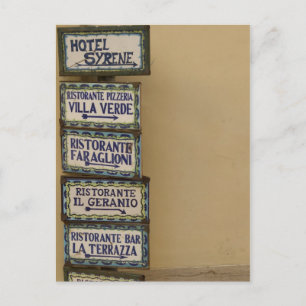 HOTEL
SYRENE
RISTORANTE PIZZERIA
VILLA VERDE
RISTORANTE
FARAGLIONI
RISTORANTE
IL GERANIO
RISTORANTE BAR
LA TERRAZZA